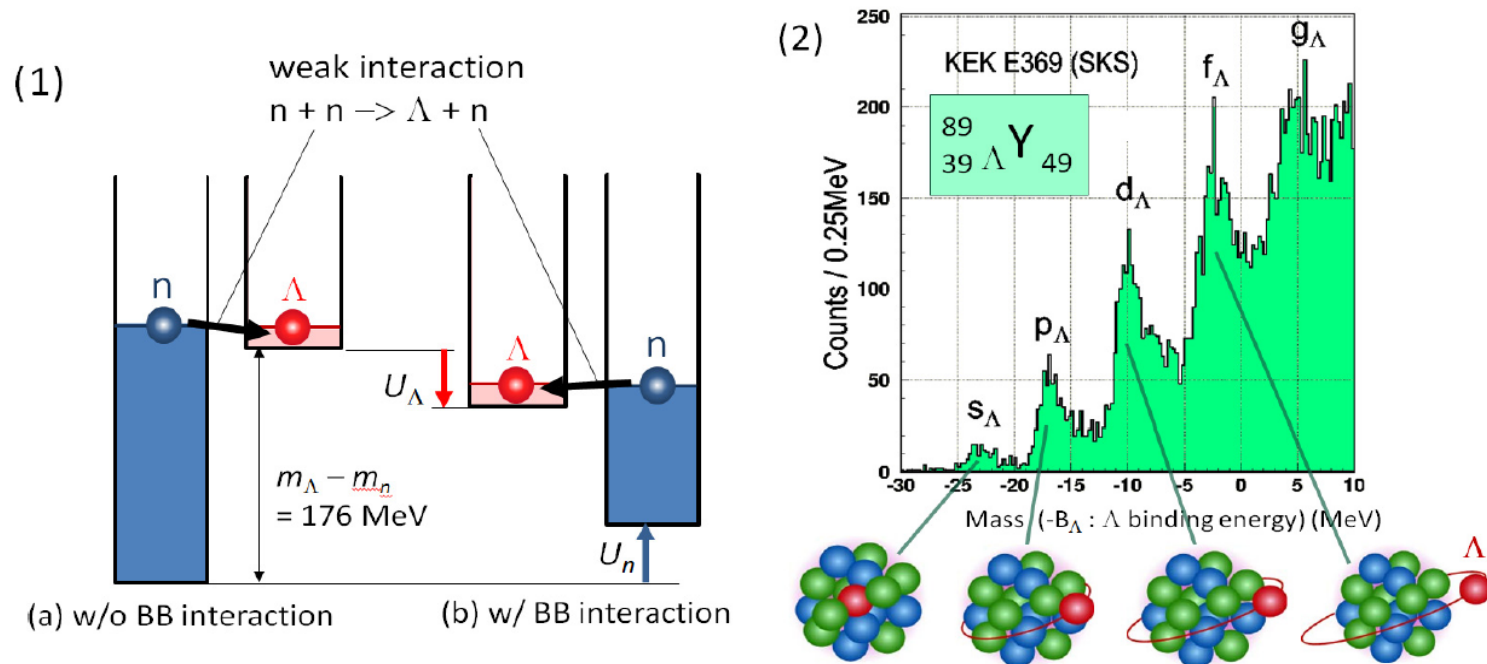 (1)
weak interaction
n + n —> Λ + n
n
Λ
Λ
n
U_Λ
m_Λ – m_n
= 176 MeV
U_n
(a) w/o BB interaction
(b) w/ BB interaction
(2)
250
200
150
100
50
0
Counts / 0.25MeV
KEK E369 (SKS)
89
39 Λ Y 49
s_Λ
p_Λ
d_Λ
f_Λ
g_Λ
-30 -25 -20 -15 -10 -5 0 5 10
Mass (-B_Λ : Λ binding energy) (MeV)
Λ